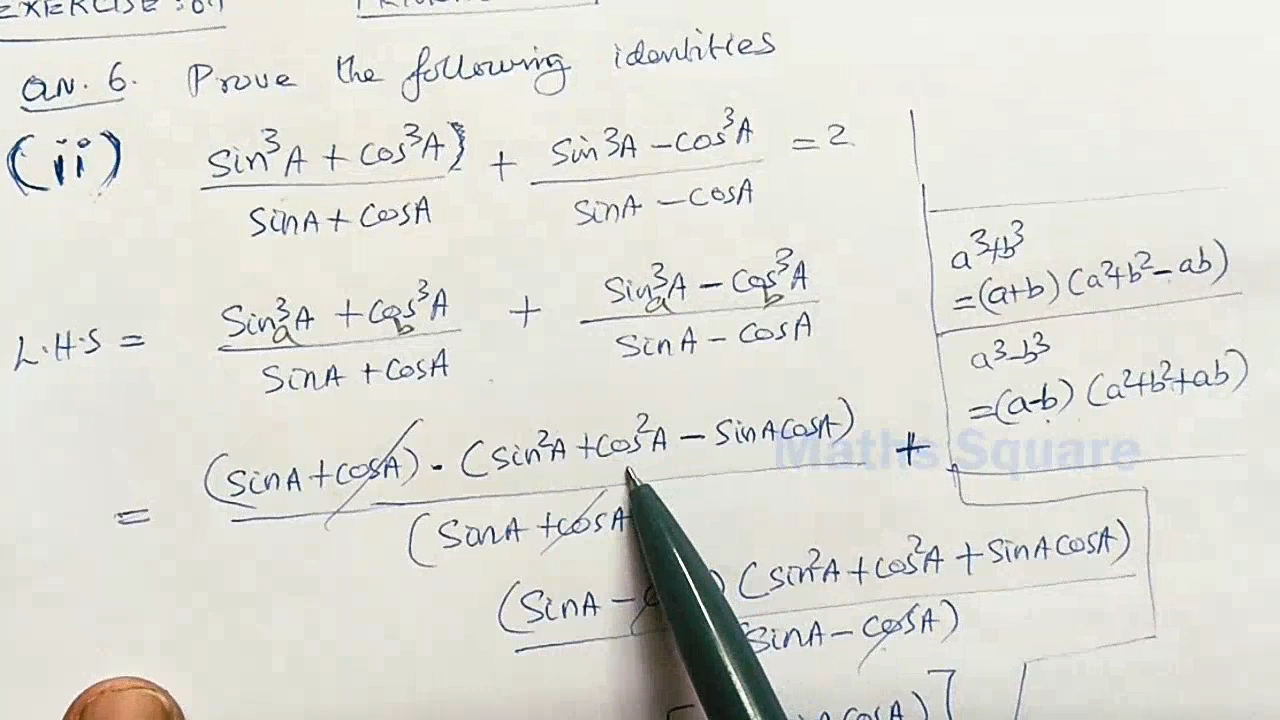 EXERCISE :
QN. 6. Prove the following identities
(ii) Sin³A + Cos³A} / SinA + CosA + Sin³A - Cos³A / SinA - CosA = 2
L.H.S = Sin³A + Cos³A / SinA + CosA + Sin³A - Cos³A / SinA - CosA
a b a b
= (SinA + CosA) · (Sin²A + Cos²A - SinA CosA) / (SinA + CosA +
(SinA - ) (Sin²A + Cos²A + SinA CosA) / SinA - CosA)
CosA)]
a³+b³
=(a+b) (a²+b²-ab)
a³-b³
=(a-b) (a²+b²+ab)
Maths Square